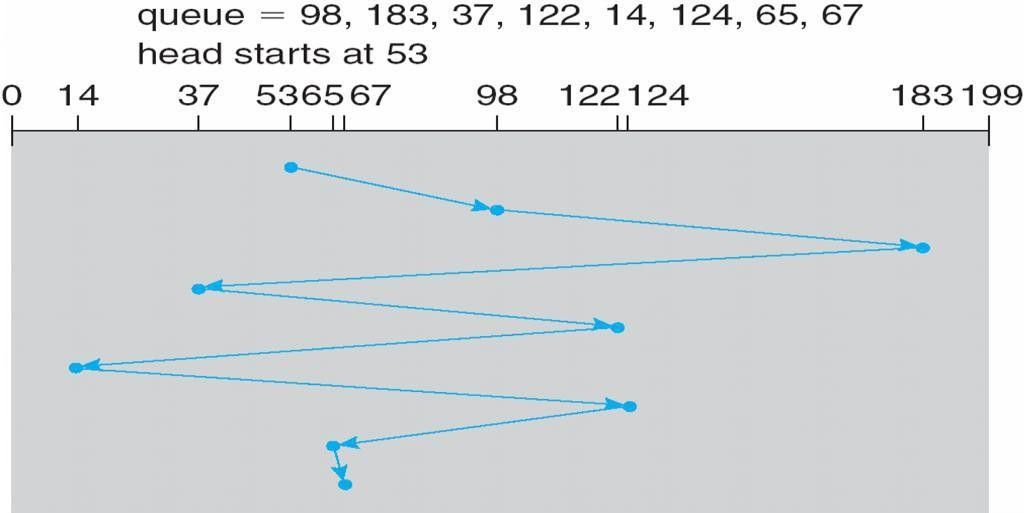 queue = 98, 183, 37, 122, 14, 124, 65, 67
head starts at 53
0 14 37 53 65 67 98 122 124 183 199